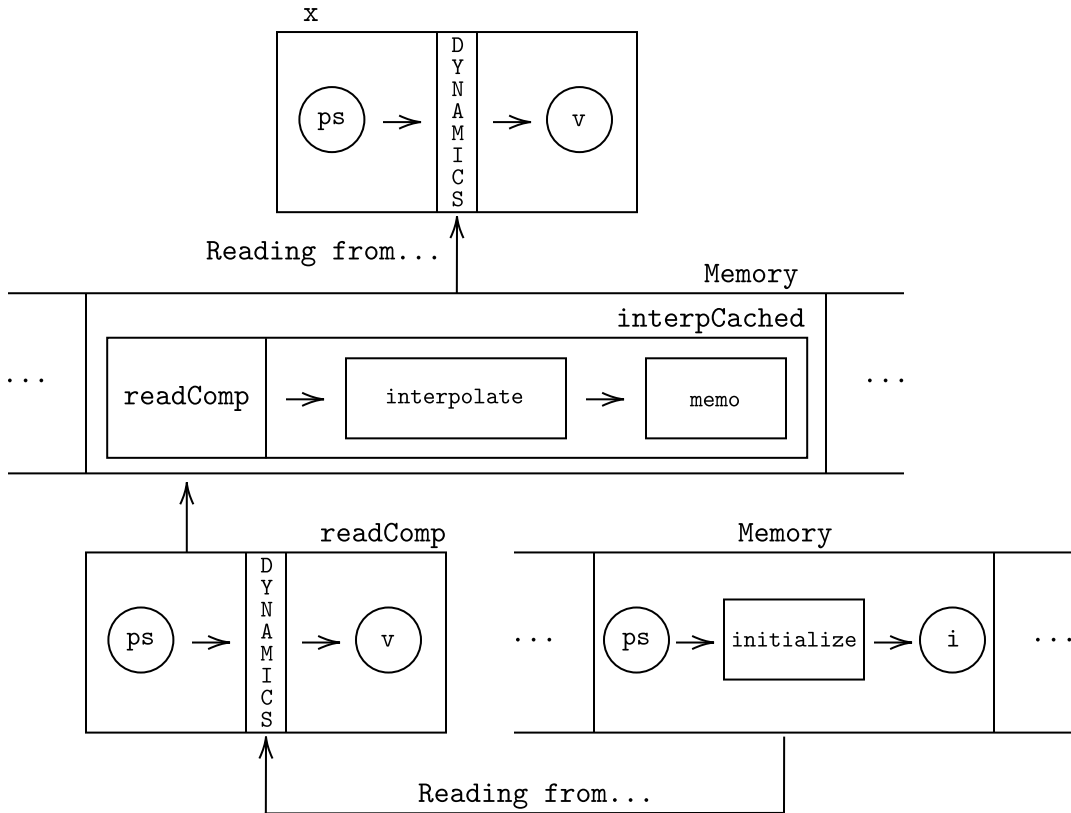 x
ps
DYNAMICS
v
Reading from...
Memory
interpCached
...
readComp
interpolate
memo
...
readComp
Memory
ps
DYNAMICS
v
...
ps
initialize
i
...
Reading from...